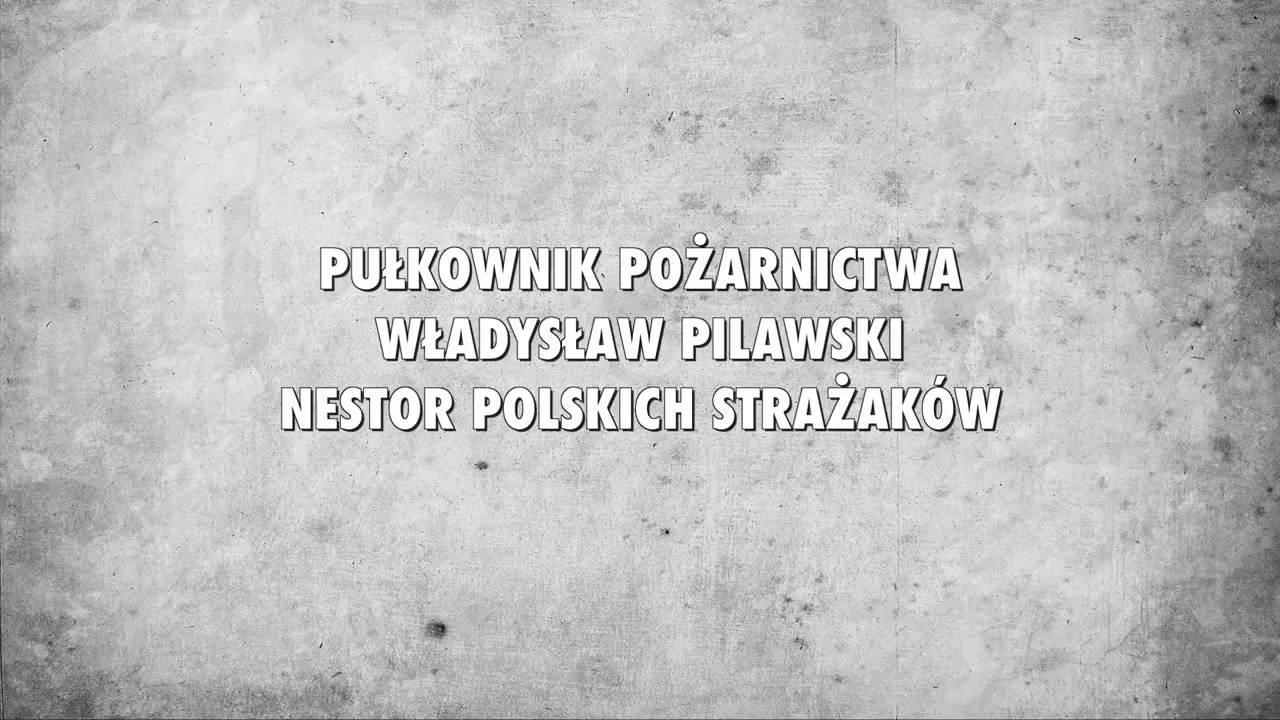 PUŁKOWNIK POŻARNICTWA
WŁADYSŁAW PILAWSKI
NESTOR POLSKICH STRAŻAKÓW